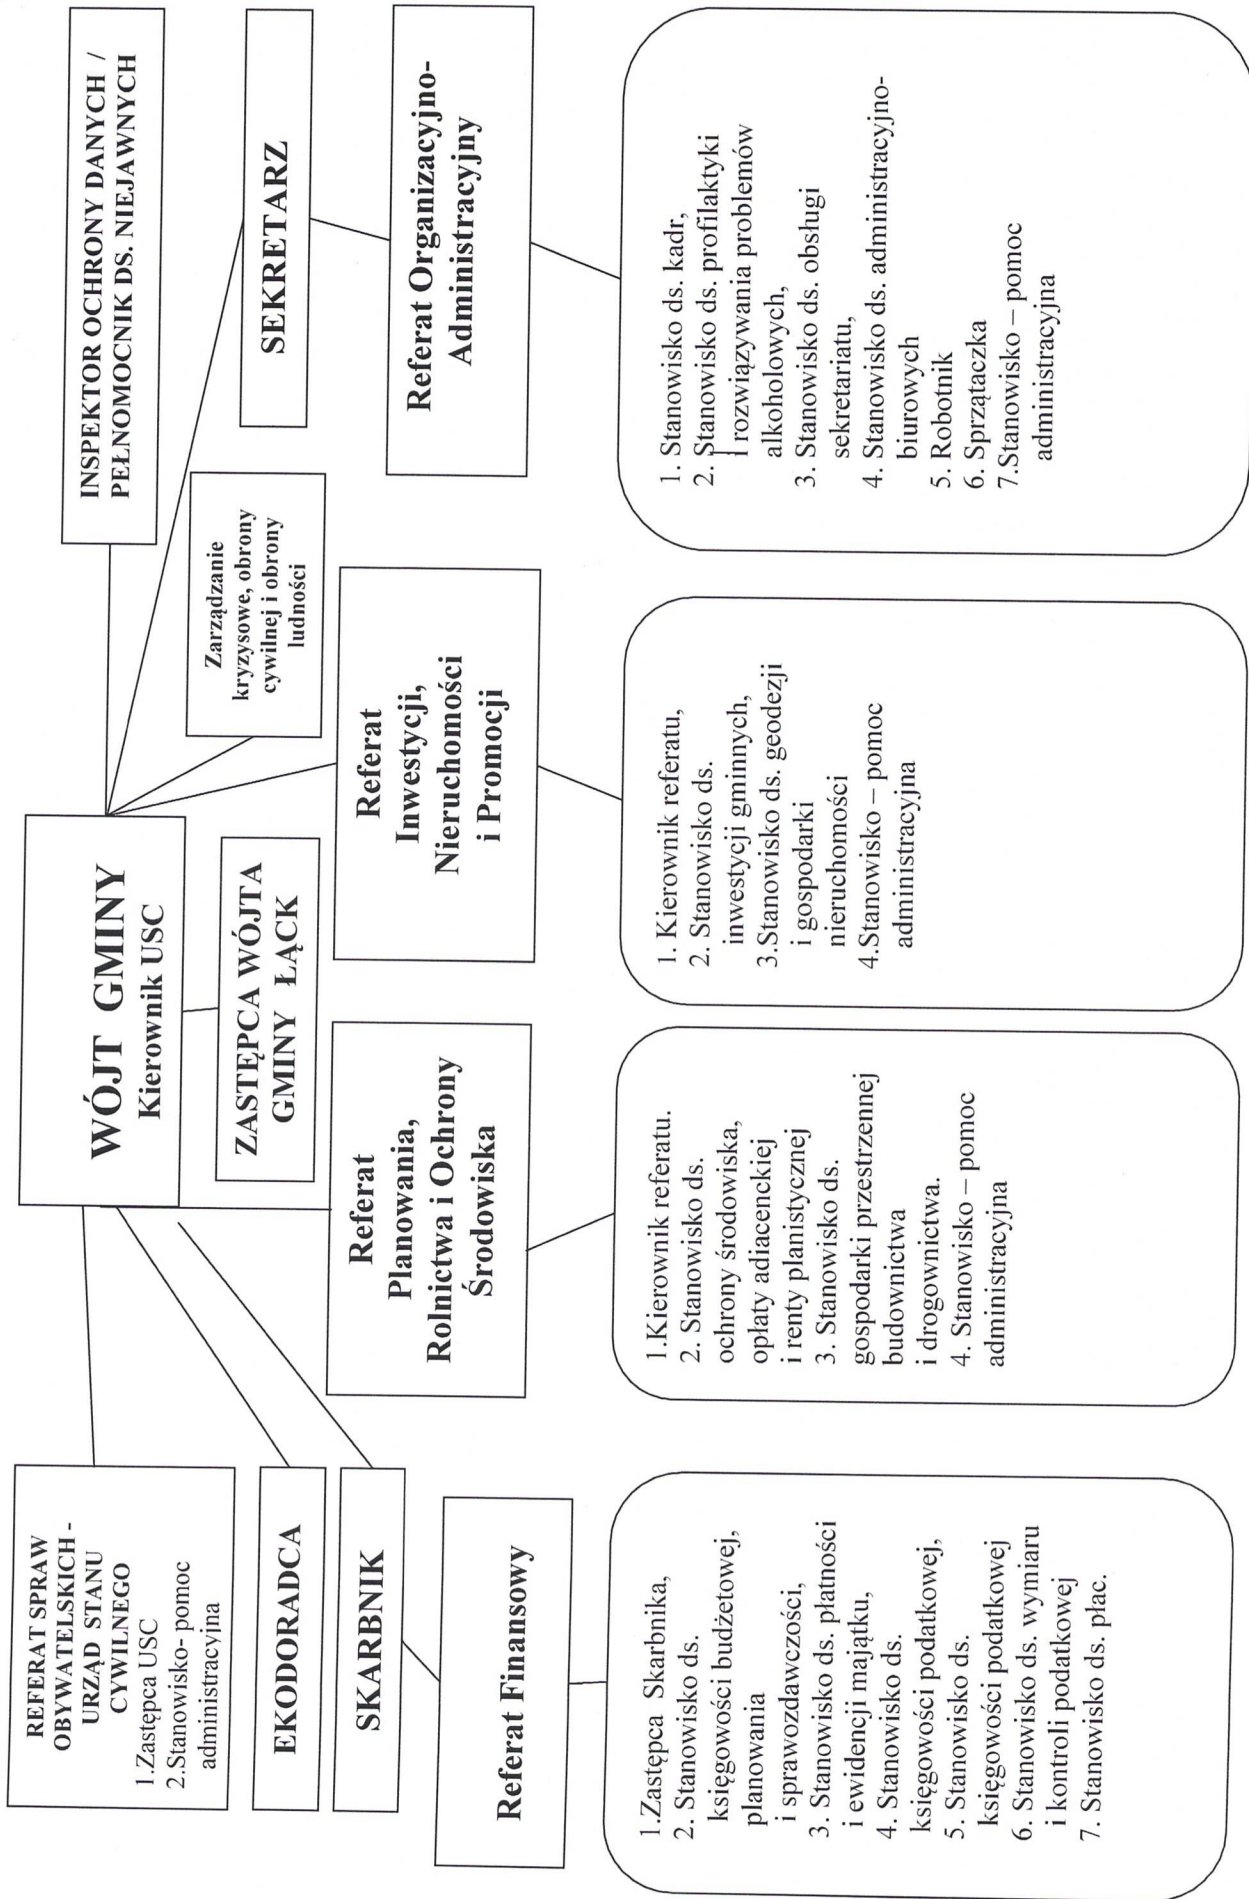 REFERAT SPRAW
OBYWATELSKICH -
URZĄD STANU
CYWILNEGO
1.Zastępca USC
2.Stanowisko- pomoc
administracyjna
EKODORADCA
SKARBNIK
Referat Finansowy
1.Zastępca Skarbnika,
2. Stanowisko ds.
księgowości budżetowej,
planowania
i sprawozdawczości,
3. Stanowisko ds. płatności
i ewidencji majątku,
4. Stanowisko ds.
księgowości podatkowej,
5. Stanowisko ds.
księgowości podatkowej
6. Stanowisko ds. wymiaru
i kontroli podatkowej
7. Stanowisko ds. płac.
WÓJT GMINY
Kierownik USC
ZASTĘPCA WÓJTA
GMINY ŁĄCK
Referat
Planowania,
Rolnictwa i Ochrony
Środowiska
1.Kierownik referatu.
2. Stanowisko ds.
ochrony środowiska,
opłaty adiacenckiej
i renty planistycznej
3. Stanowisko ds.
gospodarki przestrzennej
budownictwa
i drogownictwa.
4. Stanowisko – pomoc
administracyjna
Referat
Inwestycji,
Nieruchomości
i Promocji
1. Kierownik referatu,
2. Stanowisko ds.
inwestycji gminnych,
3.Stanowisko ds. geodezji
i gospodarki
nieruchomości
4.Stanowisko – pomoc
administracyjna
Zarządzanie
kryzysowe, obrony
cywilnej i obrony
ludności
INSPEKTOR OCHRONY DANYCH /
PEŁNOMOCNIK DS. NIEJAWNYCH
SEKRETARZ
Referat Organizacyjno-
Administracyjny
1. Stanowisko ds. kadr,
2. Stanowisko ds. profilaktyki
i rozwiązywania problemów
alkoholowych,
3. Stanowisko ds. obsługi
sekretariatu,
4. Stanowisko ds. administracyjno-
biurowych
5. Robotnik
6. Sprzątaczka
7.Stanowisko – pomoc
administracyjna